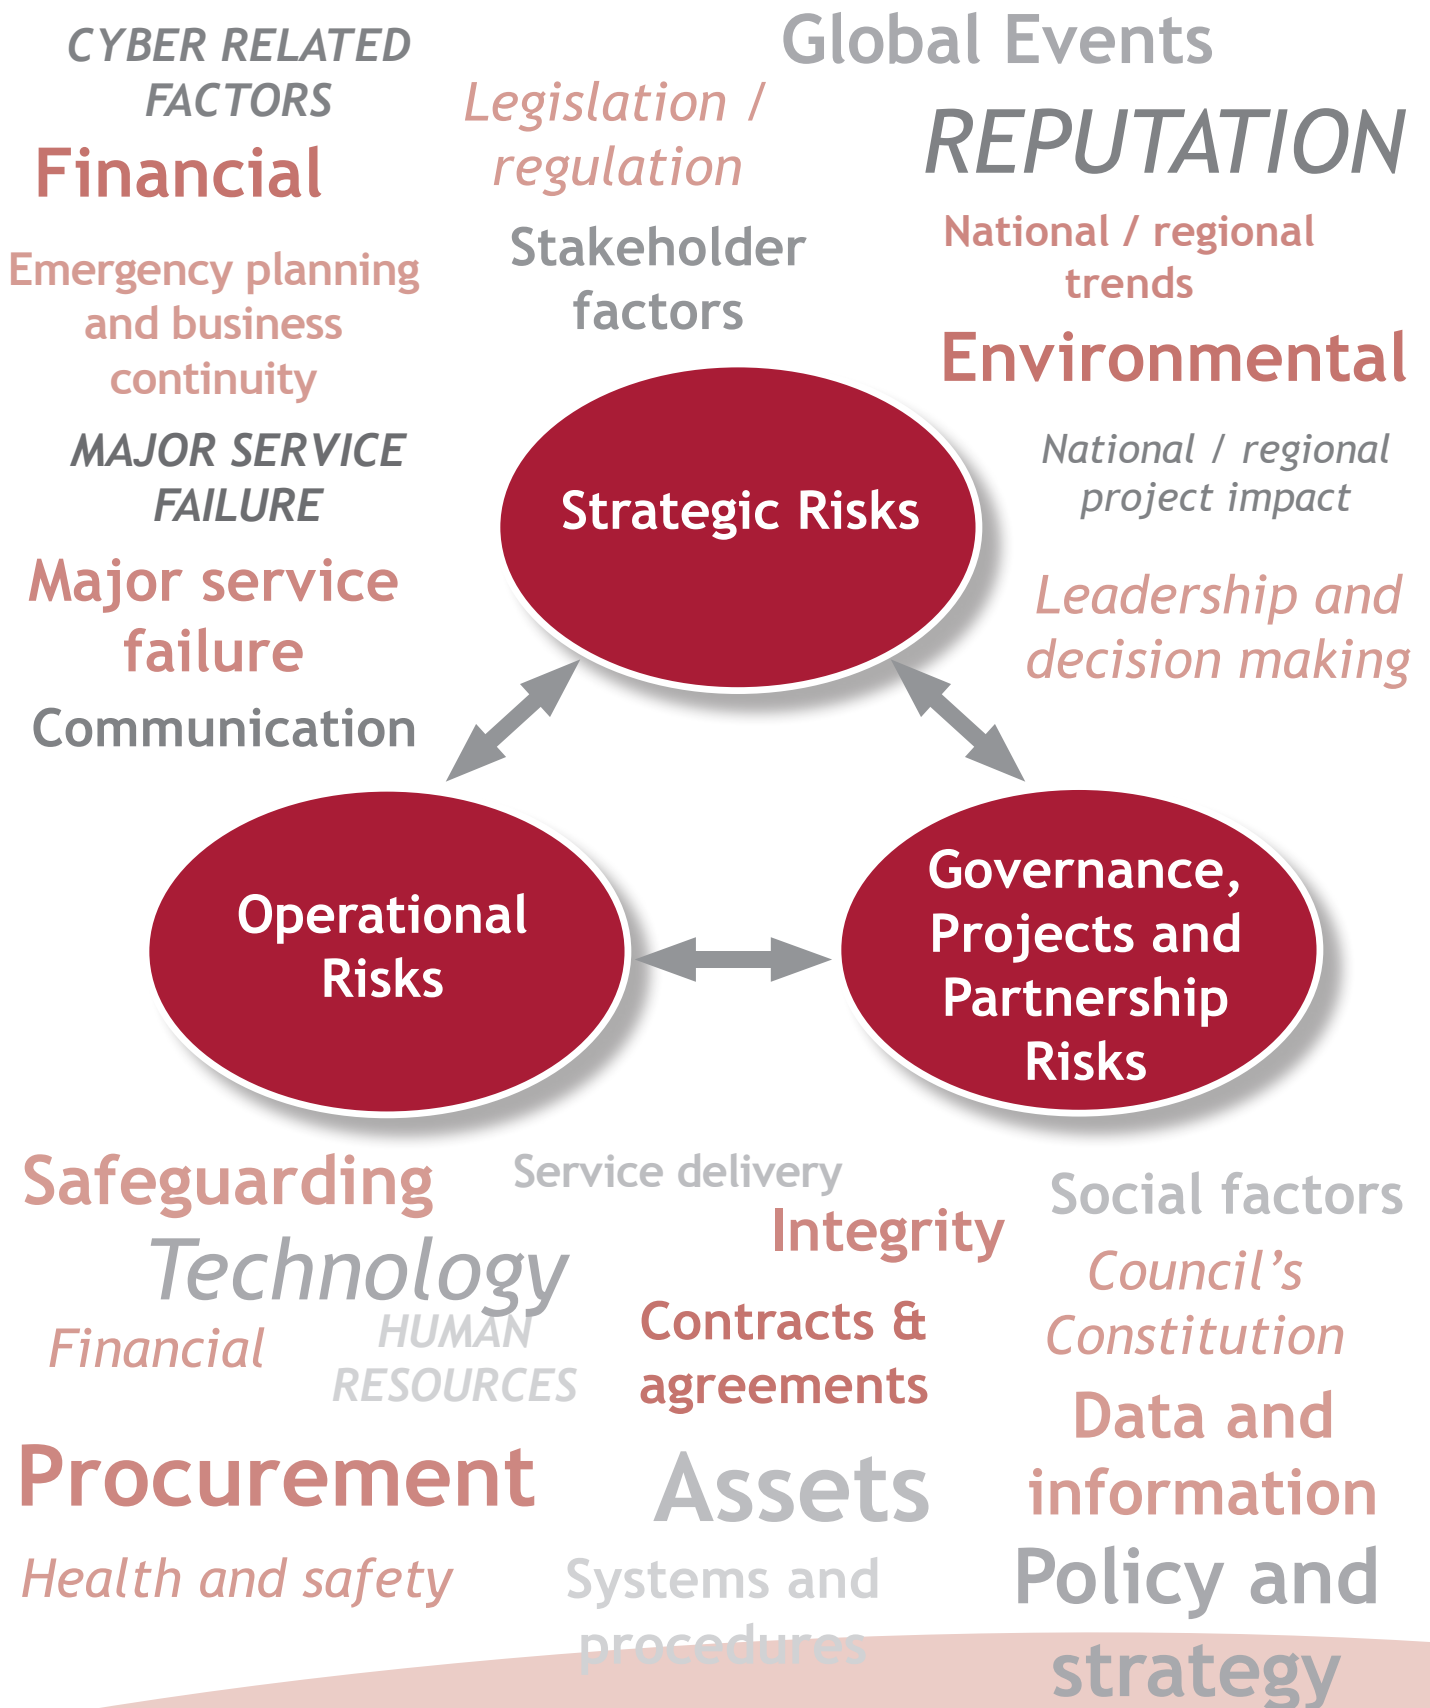 CYBER RELATED
FACTORS
Financial
Emergency planning
and business
continuity
MAJOR SERVICE
FAILURE
Major service
failure
Communication
Legislation /
regulation
Stakeholder
factors
Global Events
REPUTATION
National / regional
trends
Environmental
National / regional
project impact
Leadership and
decision making
Strategic Risks
Operational
Risks
Governance,
Projects and
Partnership
Risks
Safeguarding
Technology
Financial
HUMAN
RESOURCES
Procurement
Health and safety
Service delivery
Integrity
Contracts &
agreements
Assets
Systems and
procedures
Social factors
Council’s
Constitution
Data and
information
Policy and
strategy